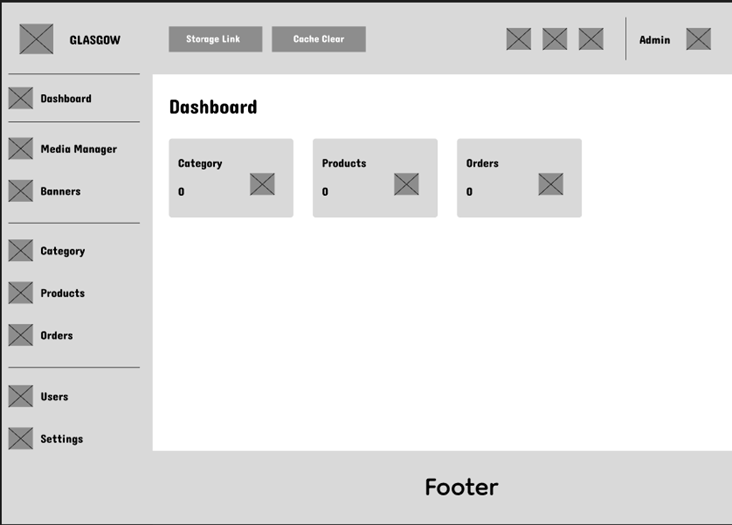 GLASGOW
Storage Link
Cache Clear
Admin
Dashboard
Media Manager
Banners
Category
Products
Orders
Users
Settings
Dashboard
Category
0
Products
0
Orders
0
Footer